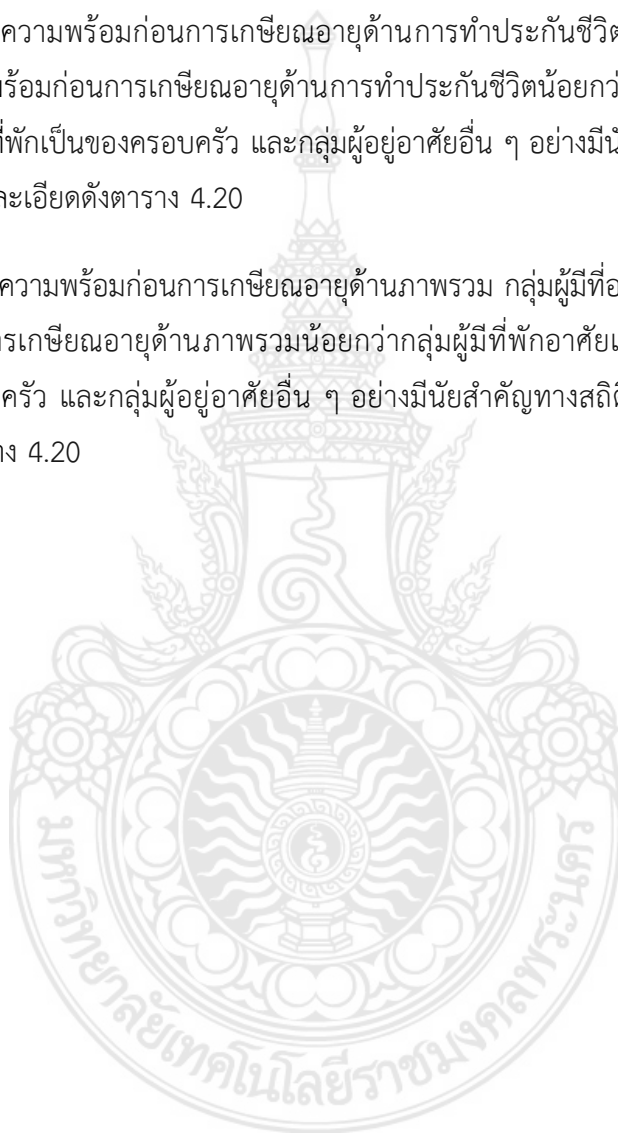 ความพร้อมก่อนการเกษียณอายุด้านการทำประกันชีวิต
ร้อมก่อนการเกษียณอายุด้านการทำประกันชีวิตน้อยกว่
ที่พักเป็นของครอบครัว และกลุ่มผู้อยู่อาศัยอื่น ๆ อย่างมีนั
ละเอียดดังตาราง 4.20
ความพร้อมก่อนการเกษียณอายุด้านภาพรวม กลุ่มผู้มีที่อ
ารเกษียณอายุด้านภาพรวมน้อยกว่ากลุ่มผู้มีที่พักอาศัยเ
ครัว และกลุ่มผู้อยู่อาศัยอื่น ๆ อย่างมีนัยสำคัญทางสถิติ
าง 4.20
มหาวิทยาลัยเทคโนโลยีราชมงคลพระนคร